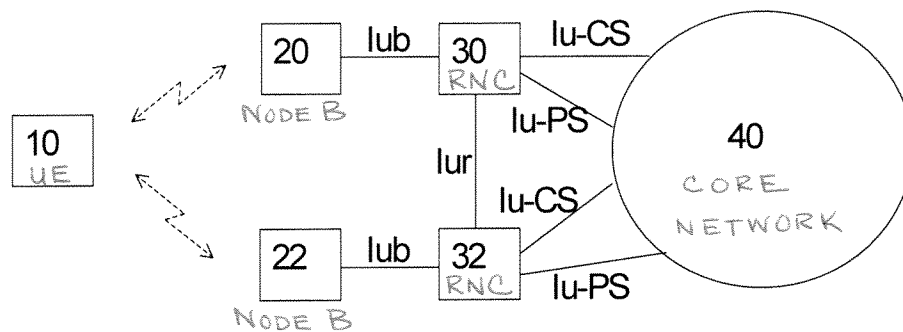 20
Iub
30
RNC
Iu-CS
NODE B
Iu-PS
10
UE
Iur
40
CORE
NETWORK
Iu-CS
22
Iub
32
RNC
Iu-PS
NODE B